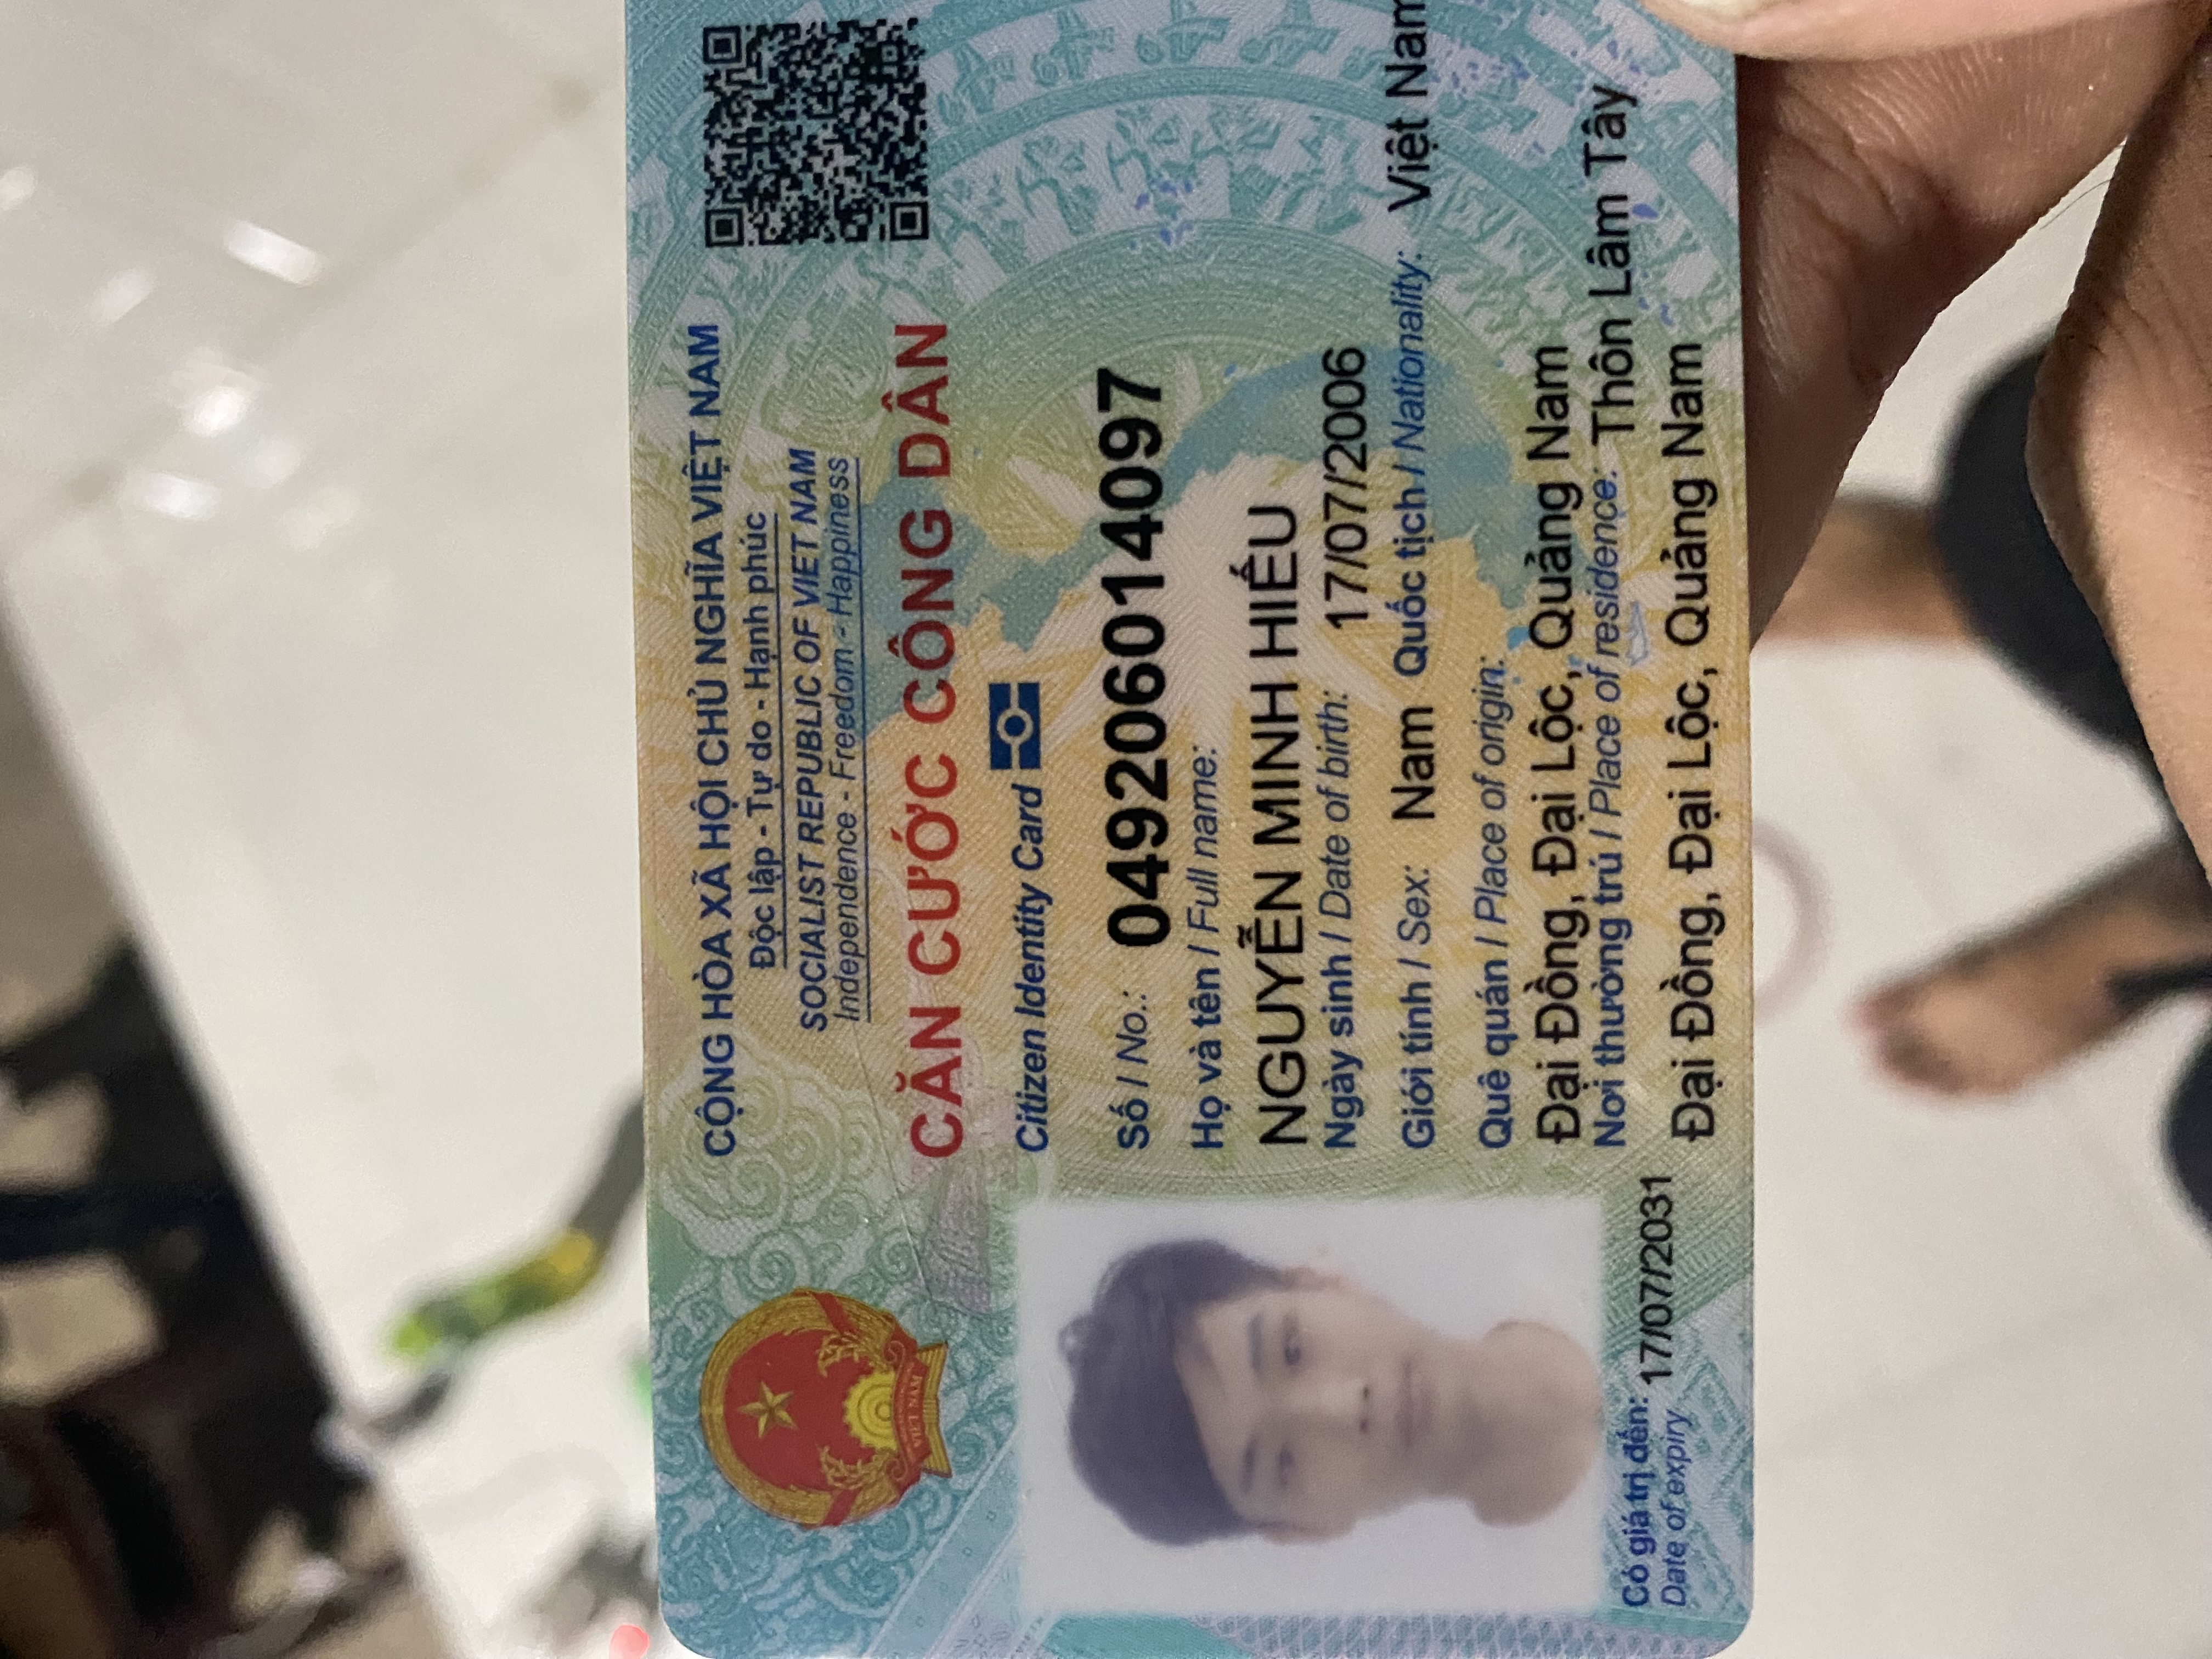 CỘNG HÒA XÃ HỘI CHỦ NGHĨA VIỆT NAM
Độc lập - Tự do - Hạnh phúc
SOCIALIST REPUBLIC OF VIET NAM
Independence - Freedom - Happiness
CĂN CƯỚC CÔNG DÂN
Citizen Identity Card
Số / No.: 049206014097
Họ và tên / Full name:
NGUYỄN MINH HIẾU
Ngày sinh / Date of birth: 17/07/2006
Giới tính / Sex: Nam Quốc tịch / Nationality: Việt Nam
Quê quán / Place of origin:
Đại Đồng, Đại Lộc, Quảng Nam
Nơi thường trú / Place of residence: Thôn Lâm Tây
Đại Đồng, Đại Lộc, Quảng Nam
Có giá trị đến: 17/07/2031
Date of expiry
VIỆT NAM